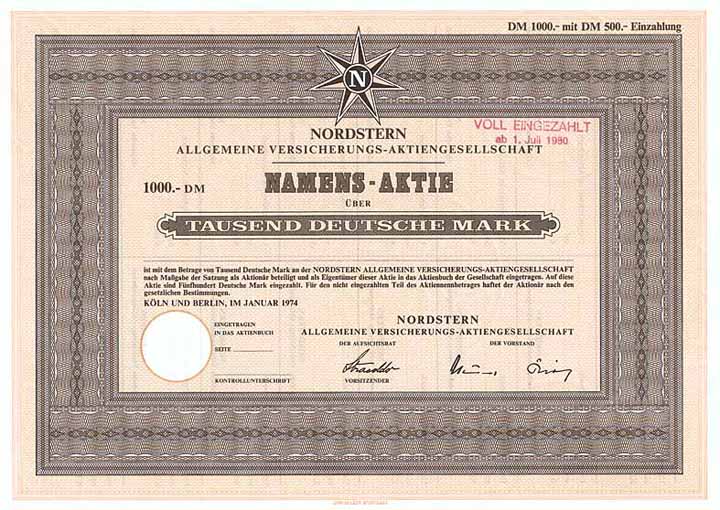 DM 1000.- mit DM 500.- Einzahlung
N
NORDSTERN
ALLGEMEINE VERSICHERUNGS-AKTIENGESELLSCHAFT
VOLL EINGEZAHLT
ab 1. Juli 1980
1000.- DM
NAMENS-AKTIE
ÜBER
TAUSEND DEUTSCHE MARK
ist mit dem Betrage von Tausend Deutsche Mark an der NORDSTERN ALLGEMEINE VERSICHERUNGS-AKTIENGESELLSCHAFT
nach Maßgabe der Satzung als Aktionär beteiligt und als Eigentümer dieser Aktie in das Aktienbuch der Gesellschaft eingetragen. Auf diese
Aktie sind Fünfhundert Deutsche Mark eingezahlt. Für den nicht eingezahlten Teil des Aktiennennbetrages haftet der Aktionär nach den
gesetzlichen Bestimmungen.
KÖLN UND BERLIN, IM JANUAR 1974
NORDSTERN
ALLGEMEINE VERSICHERUNGS-AKTIENGESELLSCHAFT
EINGETRAGEN
IN DAS AKTIENBUCH
SEITE
KONTROLLUNTERSCHRIFT
DER AUFSICHTSRAT
VORSITZENDER
DER VORSTAND